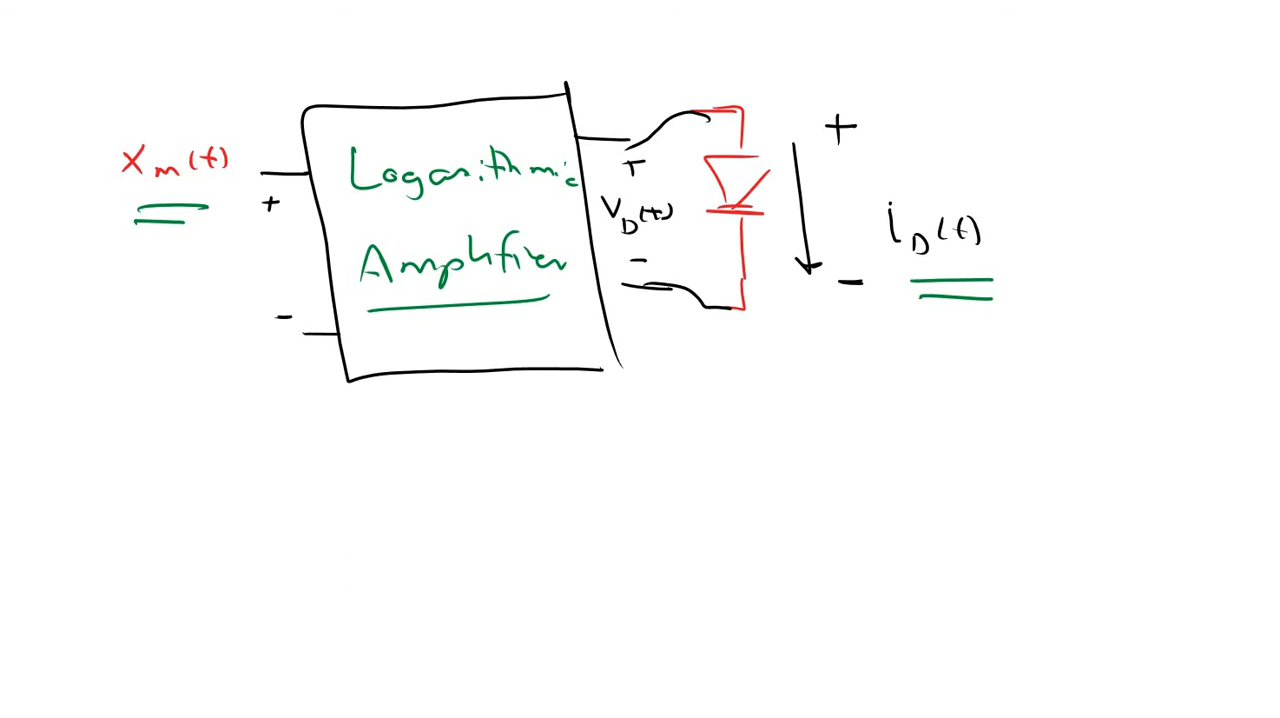 Xm(t)
+
-
Logarithmic
Amplifier
+
VD(t)
-
+
iD(t)
-